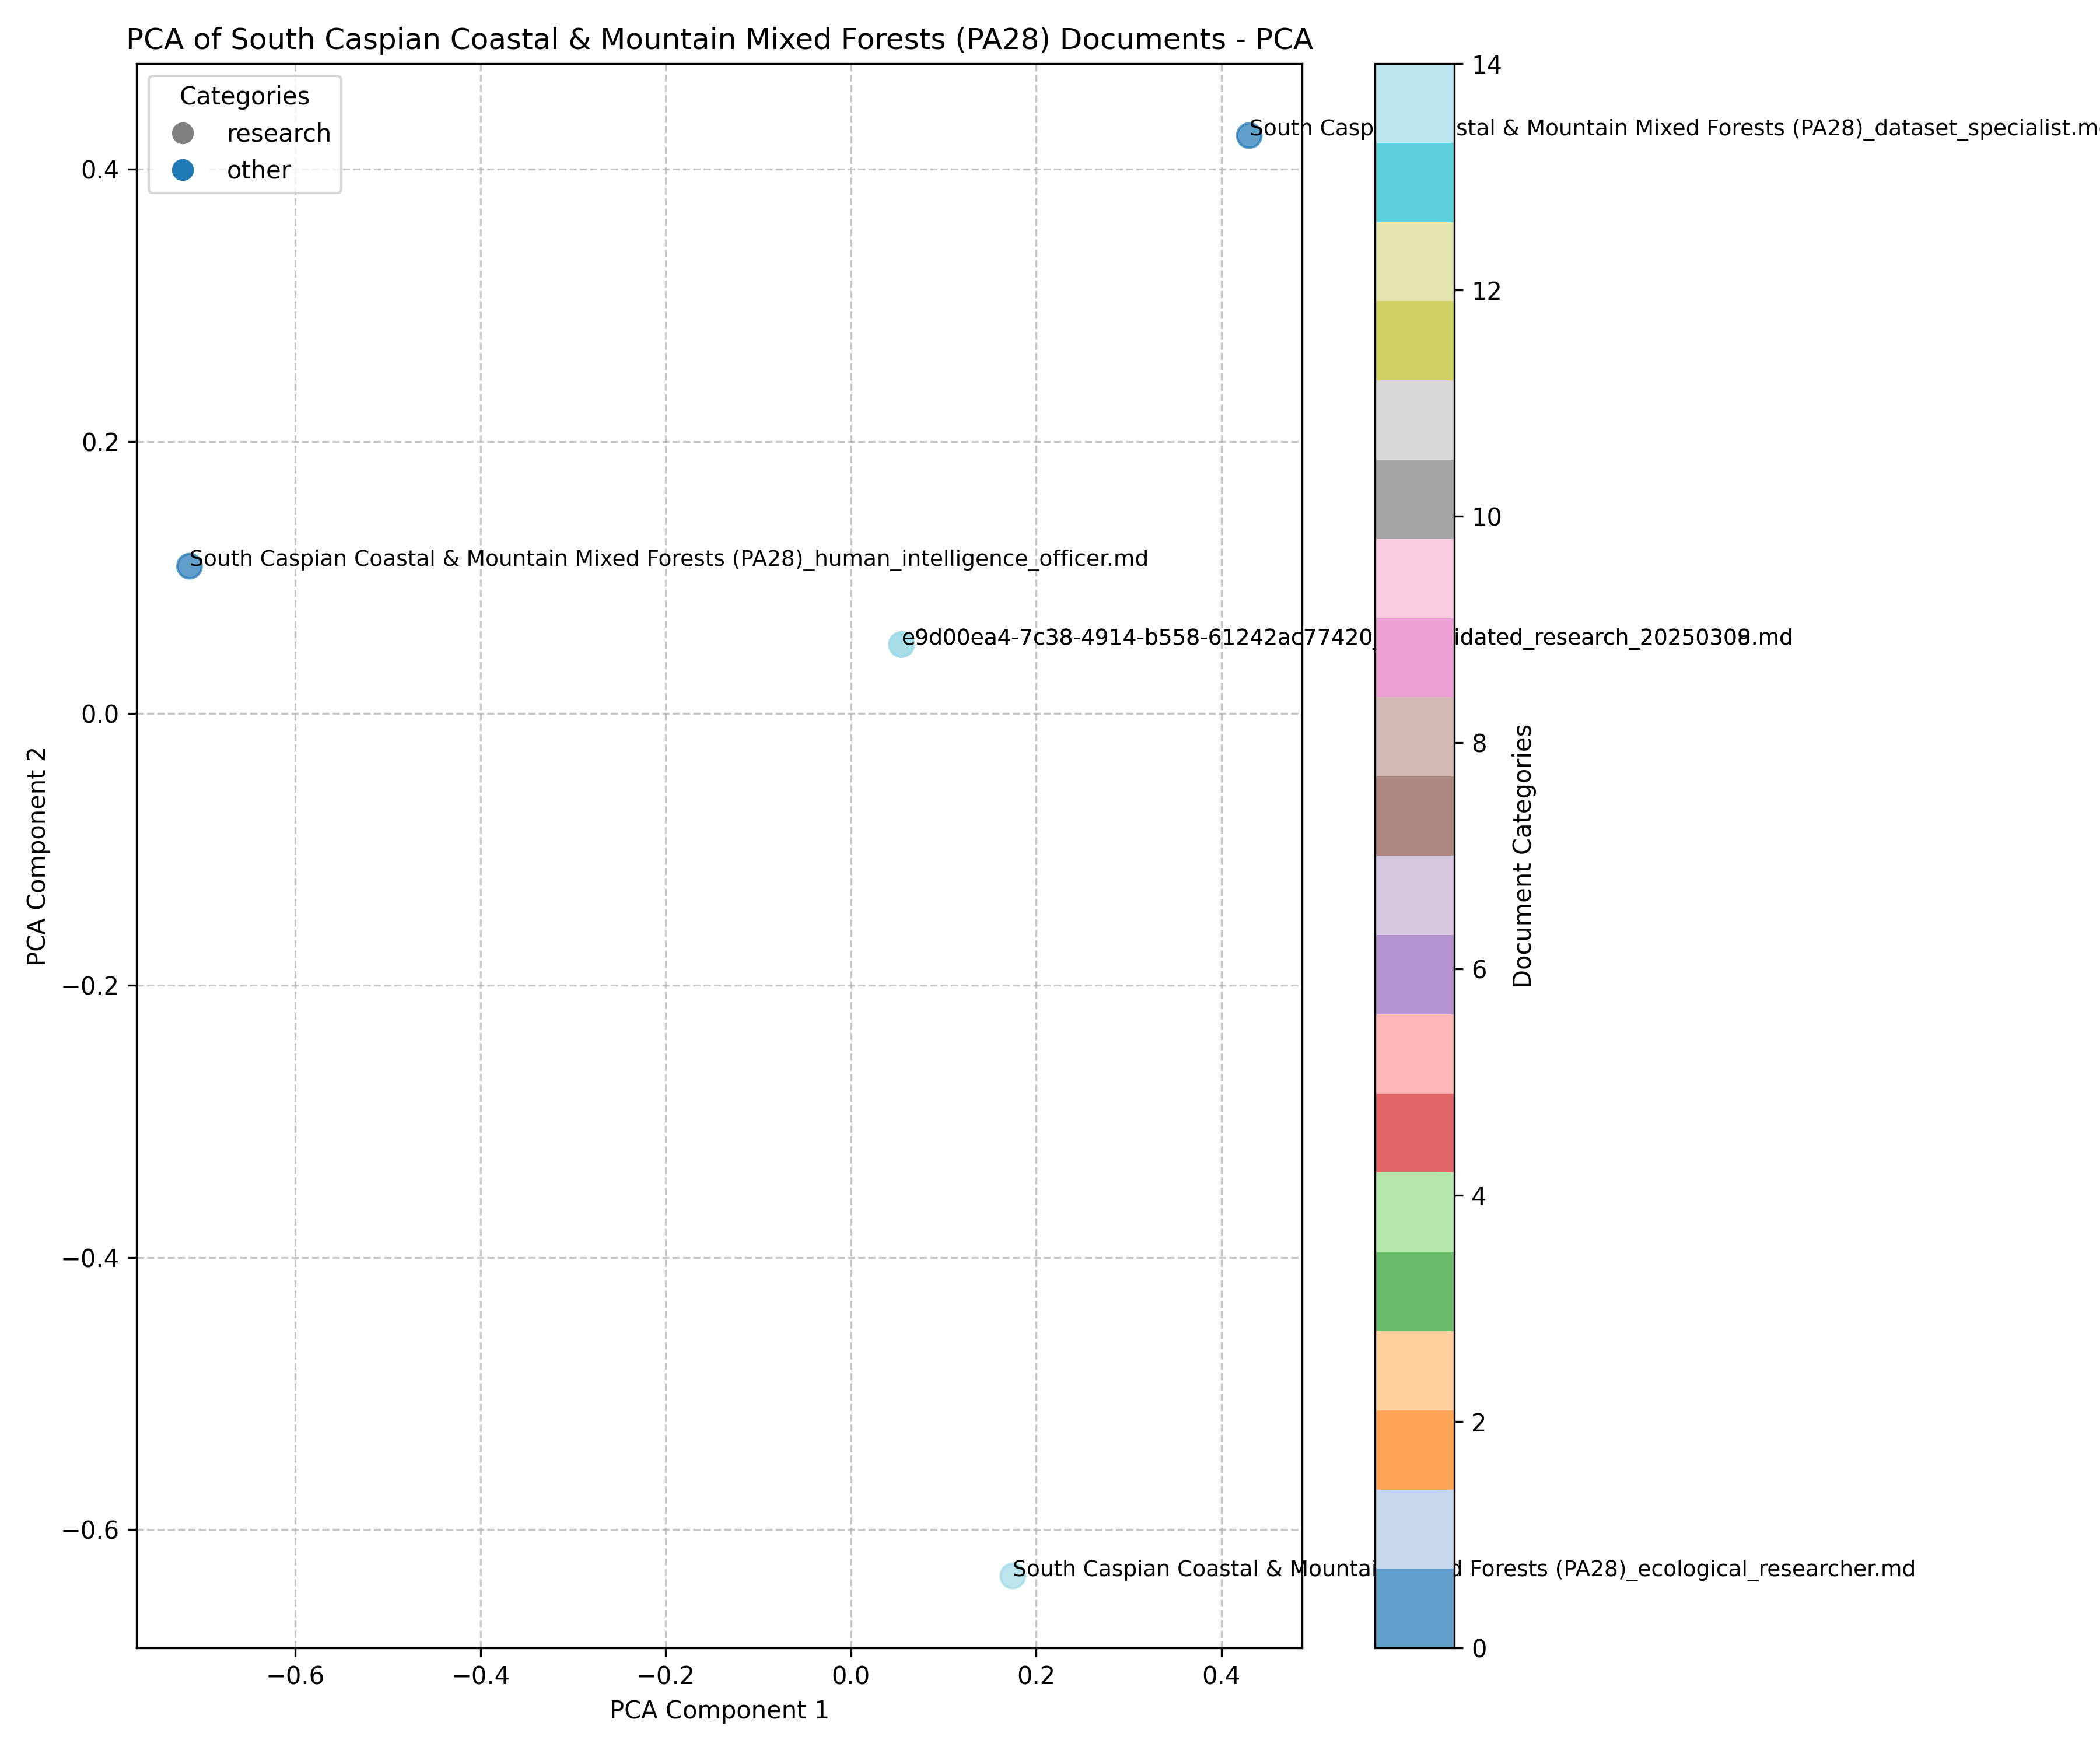 PCA of South Caspian Coastal & Mountain Mixed Forests (PA28) Documents - PCA
Categories
research
other
South Casp stal & Mountain Mixed Forests (PA28)_dataset_specialist.m
South Caspian Coastal & Mountain Mixed Forests (PA28)_human_intelligence_officer.md
e9d00ea4-7c38-4914-b558-61242ac77420_ idated_research_2025030 .md
South Caspian Coastal & Mountai d Forests (PA28)_ecological_researcher.md
0.4
0.2
0.0
−0.2
−0.4
−0.6
PCA Component 2
−0.6
−0.4
−0.2
0.0
0.2
0.4
PCA Component 1
14
12
10
8
6
4
2
0
Document Categories